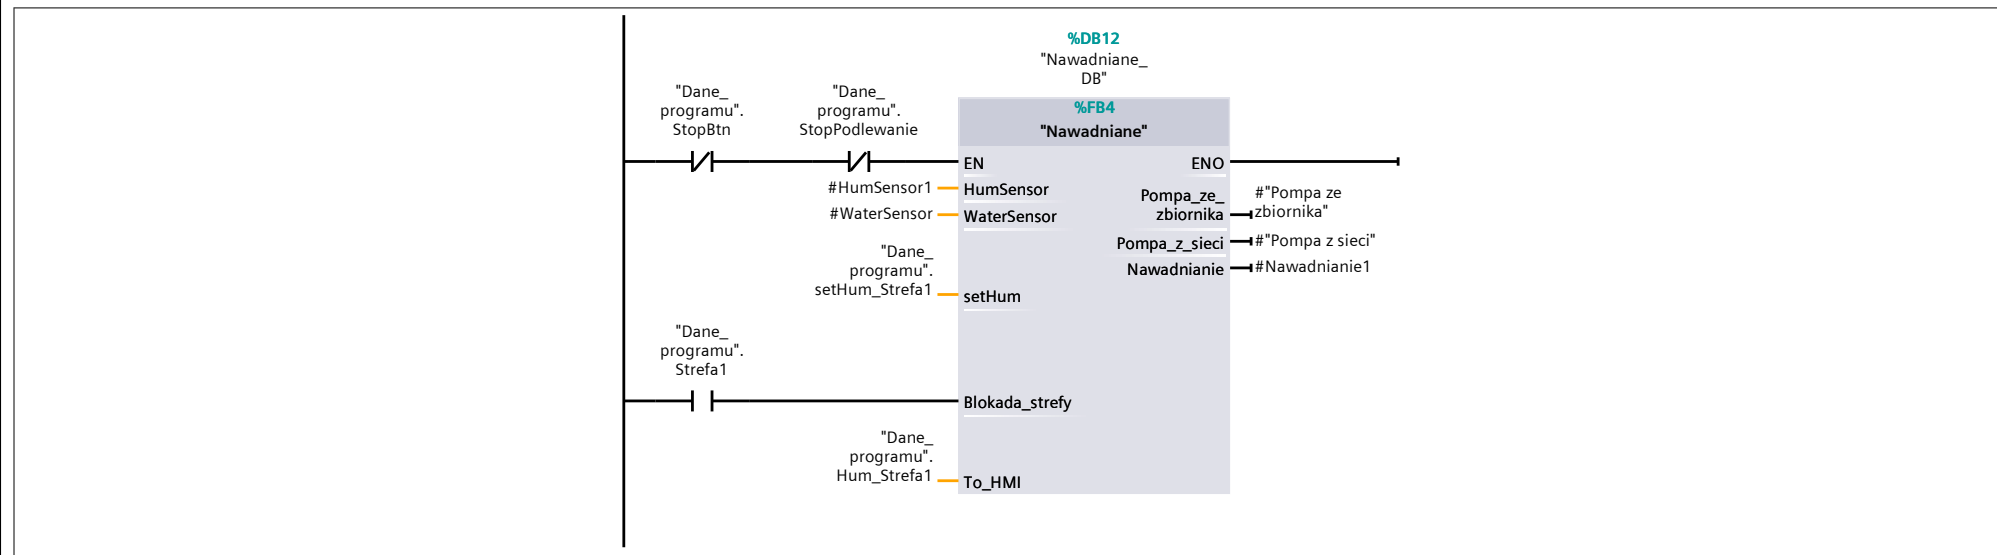 %DB12
"Nawadniane_
DB"
"Dane_
programu".
StopBtn
"Dane_
programu".
StopPodlewanie
%FB4
"Nawadniane"
EN
ENO
#HumSensor1
HumSensor
#WaterSensor
WaterSensor
Pompa_ze_
zbiornika
#"Pompa ze
zbiornika"
Pompa_z_sieci
#"Pompa z sieci"
Nawadnianie
#Nawadnianie1
"Dane_
programu".
setHum_Strefa1
setHum
"Dane_
programu".
Strefa1
Blokada_strefy
"Dane_
programu".
Hum_Strefa1
To_HMI